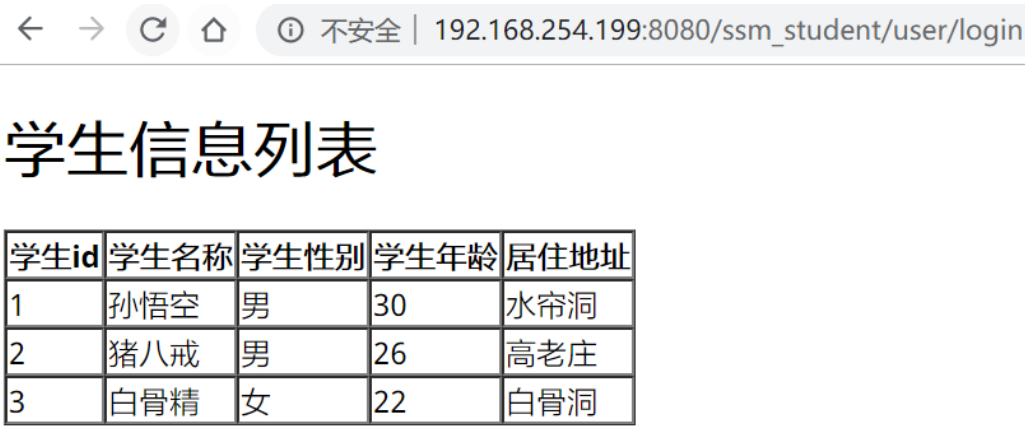 不安全 | 192.168.254.199:8080/ssm_student/user/login
学生信息列表
学生id 学生名称 学生性别 学生年龄 居住地址
1 孙悟空 男 30 水帘洞
2 猪八戒 男 26 高老庄
3 白骨精 女 22 白骨洞